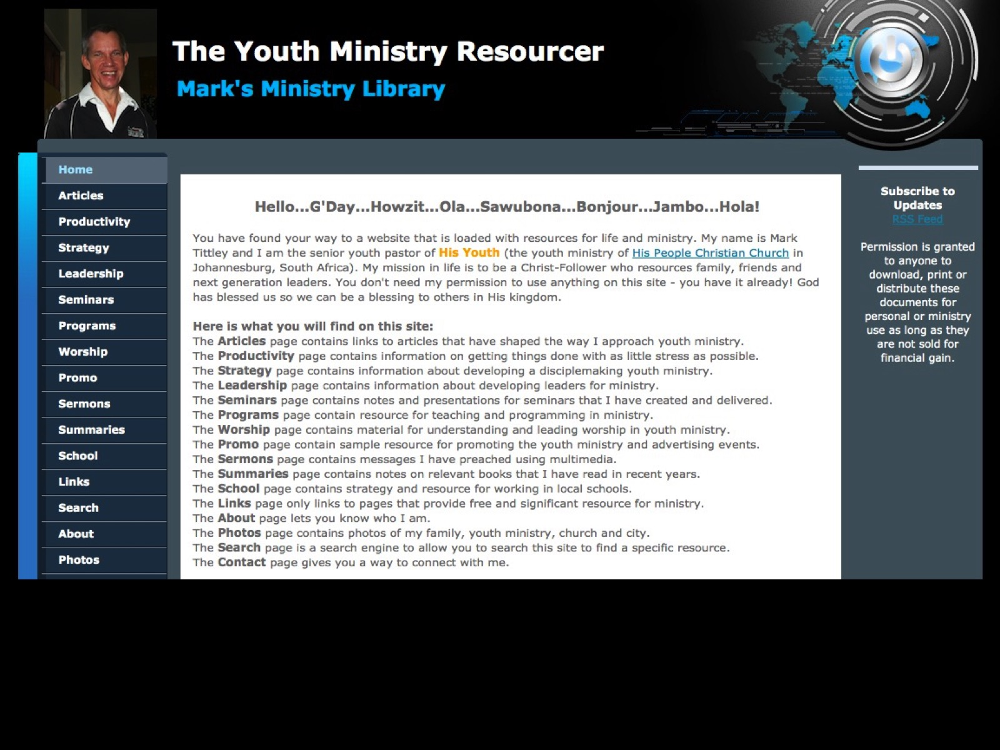 The Youth Ministry Resourcer
Mark's Ministry Library
Home
Articles
Productivity
Strategy
Leadership
Seminars
Programs
Worship
Promo
Sermons
Summaries
School
Links
Search
About
Photos
Hello...G'Day...Howzit...Ola...Sawubona...Bonjour...Jambo...Hola!
You have found your way to a website that is loaded with resources for life and ministry. My name is Mark
Tittley and I am the senior youth pastor of His Youth (the youth ministry of His People Christian Church in
Johannesburg, South Africa). My mission in life is to be a Christ-Follower who resources family, friends and
next generation leaders. You don't need my permission to use anything on this site - you have it already! God
has blessed us so we can be a blessing to others in His kingdom.
Here is what you will find on this site:
The Articles page contains links to articles that have shaped the way I approach youth ministry.
The Productivity page contains information on getting things done with as little stress as possible.
The Strategy page contains information about developing a disciplemaking youth ministry.
The Leadership page contains information about developing leaders for ministry.
The Seminars page contains notes and presentations for seminars that I have created and delivered.
The Programs page contain resource for teaching and programming in ministry.
The Worship page contains material for understanding and leading worship in youth ministry.
The Promo page contain sample resource for promoting the youth ministry and advertising events.
The Sermons page contains messages I have preached using multimedia.
The Summaries page contains notes on relevant books that I have read in recent years.
The School page contains strategy and resource for working in local schools.
The Links page only links to pages that provide free and significant resource for ministry.
The About page lets you know who I am.
The Photos page contains photos of my family, youth ministry, church and city.
The Search page is a search engine to allow you to search this site to find a specific resource.
The Contact page gives you a way to connect with me.
Subscribe to
Updates
RSS Feed
Permission is granted
to anyone to
download, print or
distribute these
documents for
personal or ministry
use as long as they
are not sold for
financial gain.